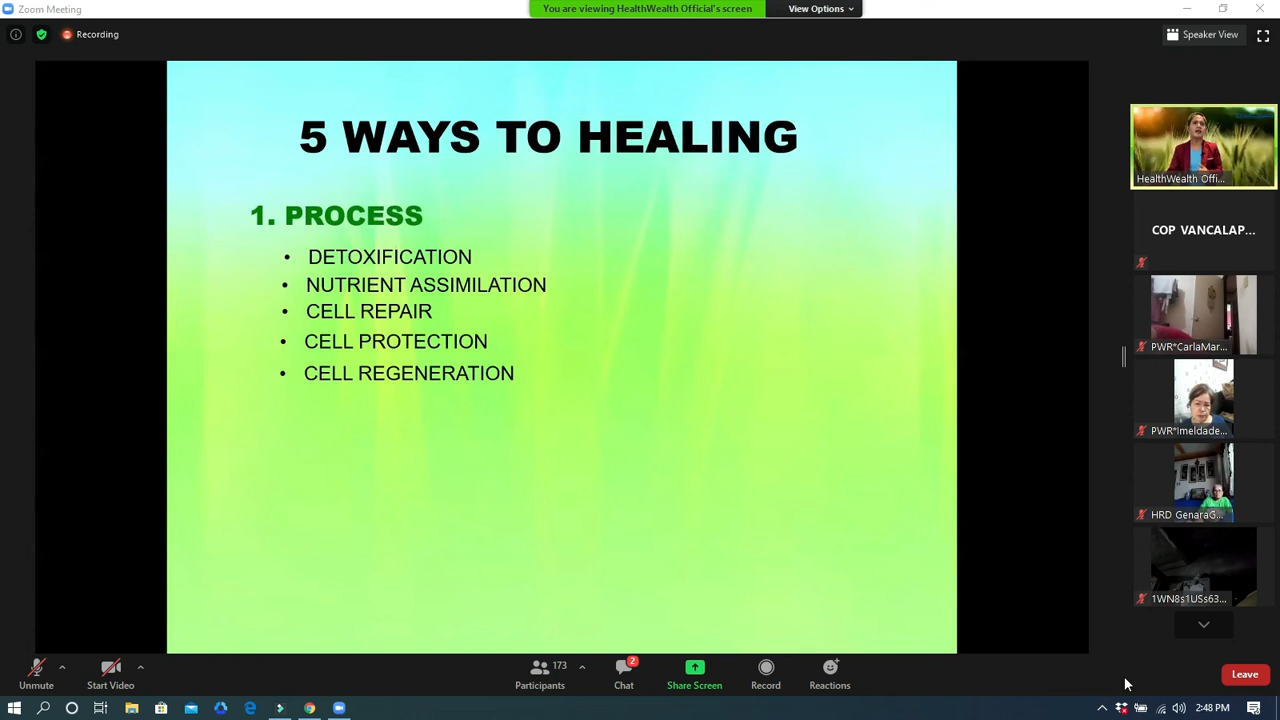 Zoom Meeting
You are viewing HealthWealth Official's screen
View Options
Recording
Speaker View
5 WAYS TO HEALING
1. PROCESS
• DETOXIFICATION
• NUTRIENT ASSIMILATION
• CELL REPAIR
• CELL PROTECTION
• CELL REGENERATION
HealthWealth Offi...
COP VANCALAP...
PWR*CarlaMar...
PWR*Imeldade...
HRD GenaraG...
1WN8s1USs63...
Unmute
Start Video
173
Participants
2
Chat
Share Screen
Record
Reactions
Leave
2:48 PM